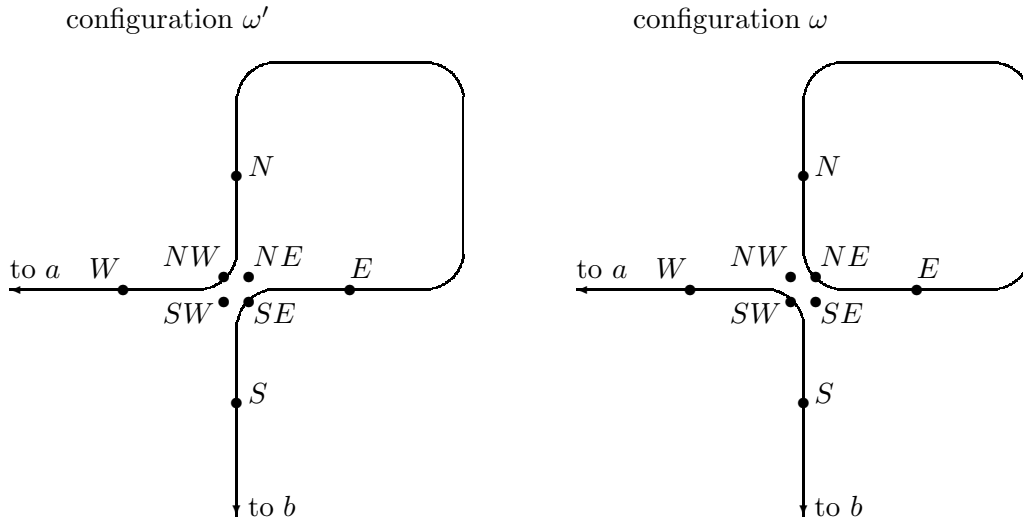 configuration ω′
configuration ω
N
NW NE
to a W E
SW SE
S
to b
N
NW NE
to a W E
SW SE
S
to b